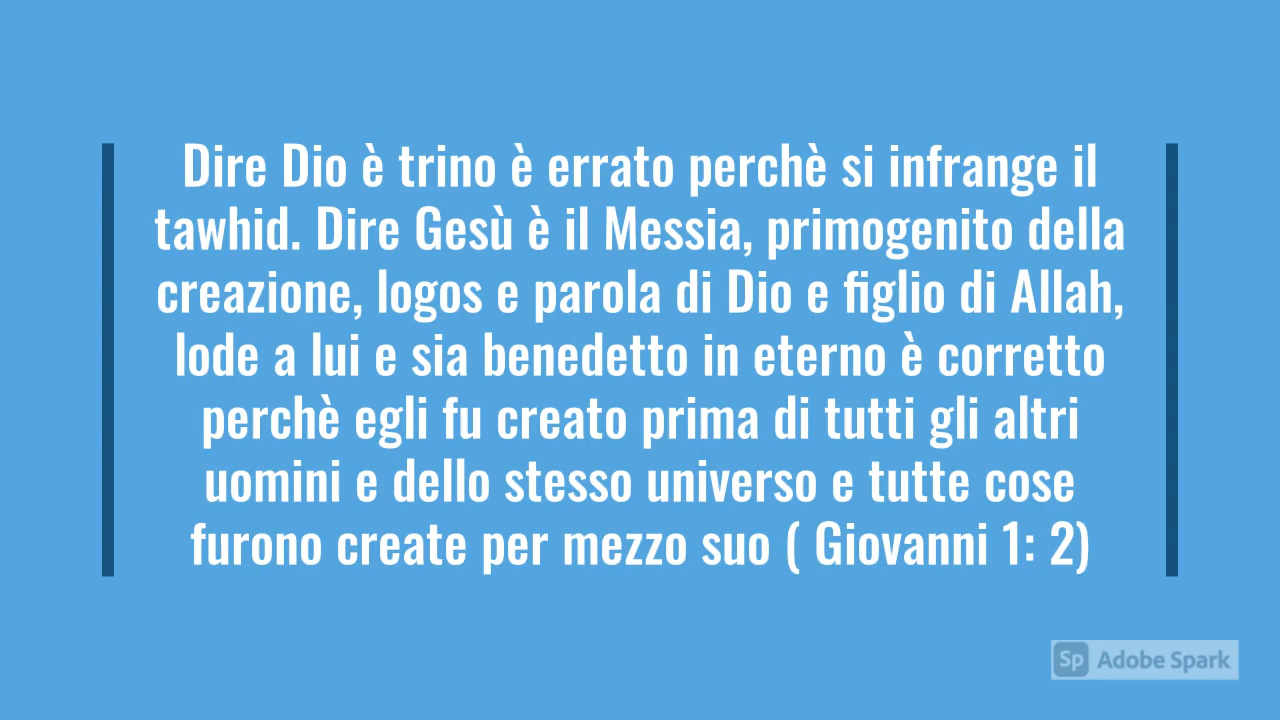 Dire Dio è trino è errato perchè si infrange il
tawhid. Dire Gesù è il Messia, primogenito della
creazione, logos e parola di Dio e figlio di Allah,
lode a lui e sia benedetto in eterno è corretto
perchè egli fu creato prima di tutti gli altri
uomini e dello stesso universo e tutte cose
furono create per mezzo suo ( Giovanni 1: 2)
Sp Adobe Spark